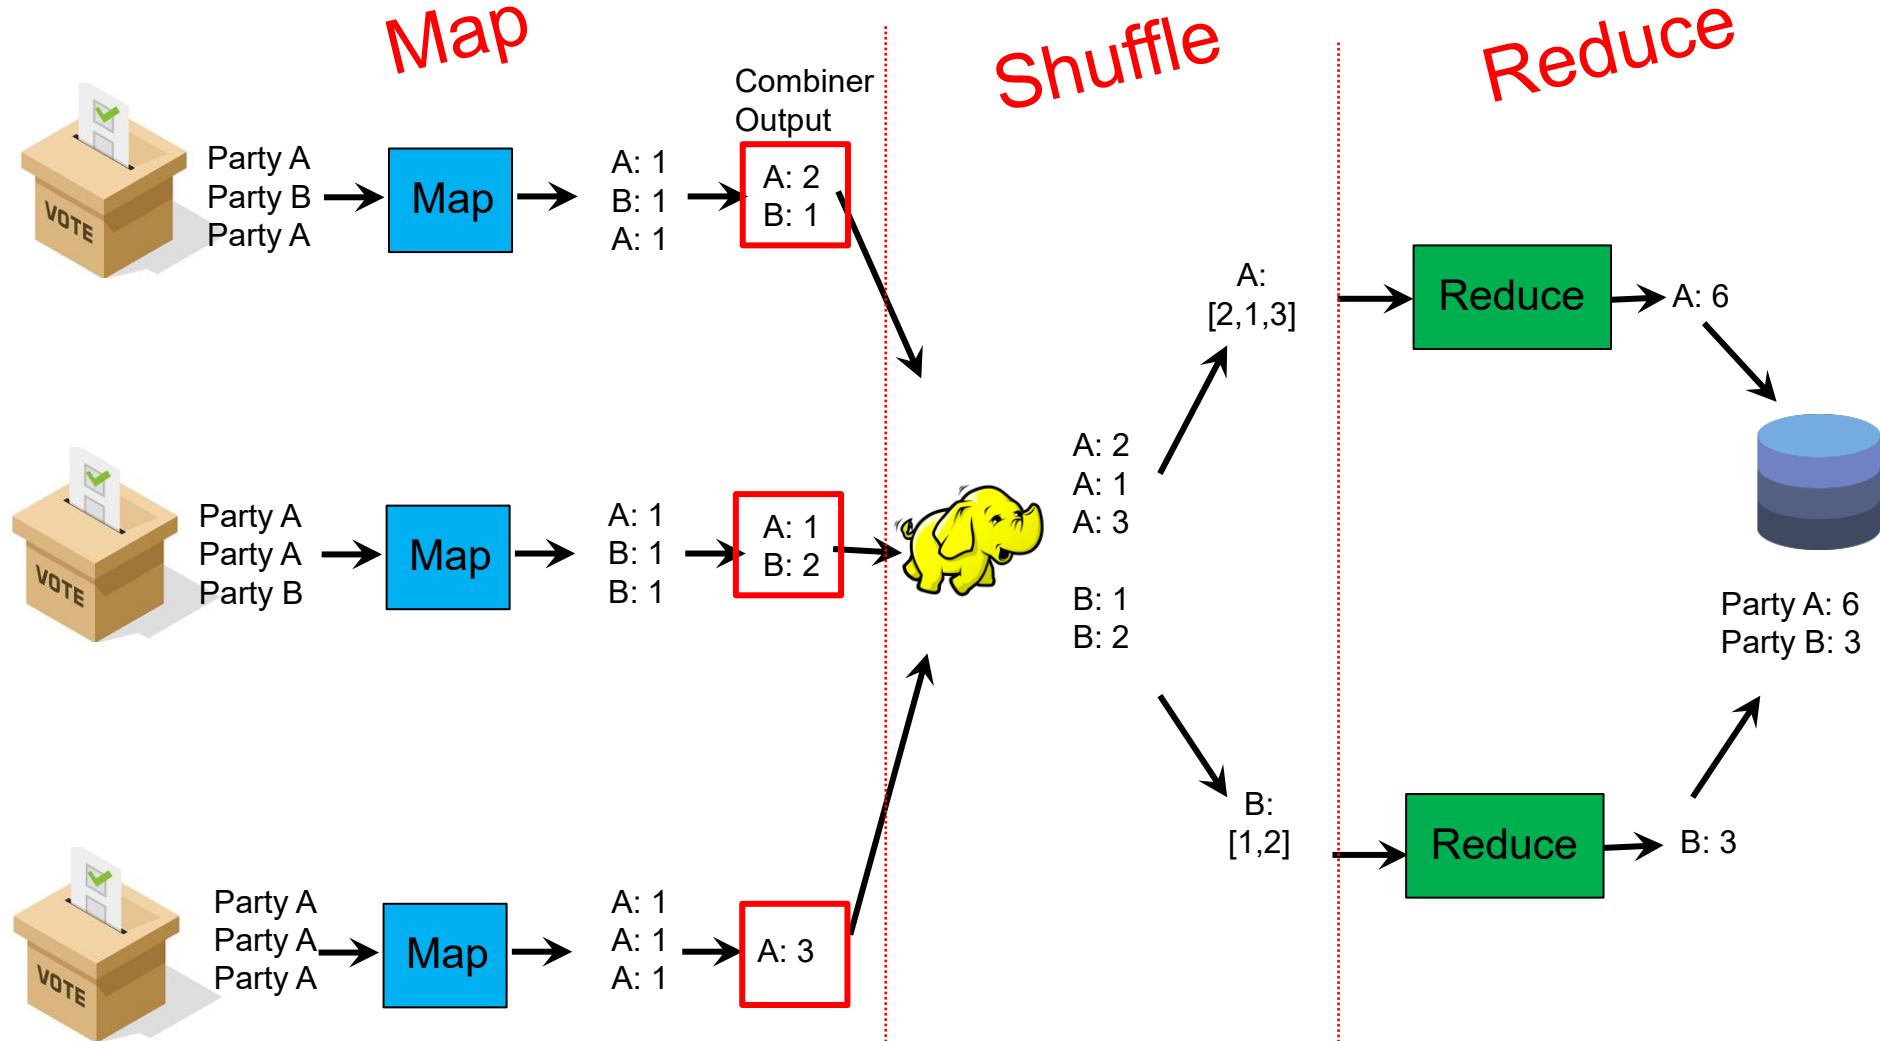 Map
Shuffle
Reduce
Combiner
Output
VOTE
Party A
Party B
Party A
Map
A: 1
B: 1
A: 1
A: 2
B: 1
VOTE
Party A
Party A
Party B
Map
A: 1
B: 1
B: 1
A: 1
B: 2
VOTE
Party A
Party A
Party A
Map
A: 1
A: 1
A: 1
A: 3
A: 2
A: 1
A: 3
B: 1
B: 2
A:
[2,1,3]
B:
[1,2]
Reduce
A: 6
Reduce
B: 3
Party A: 6
Party B: 3